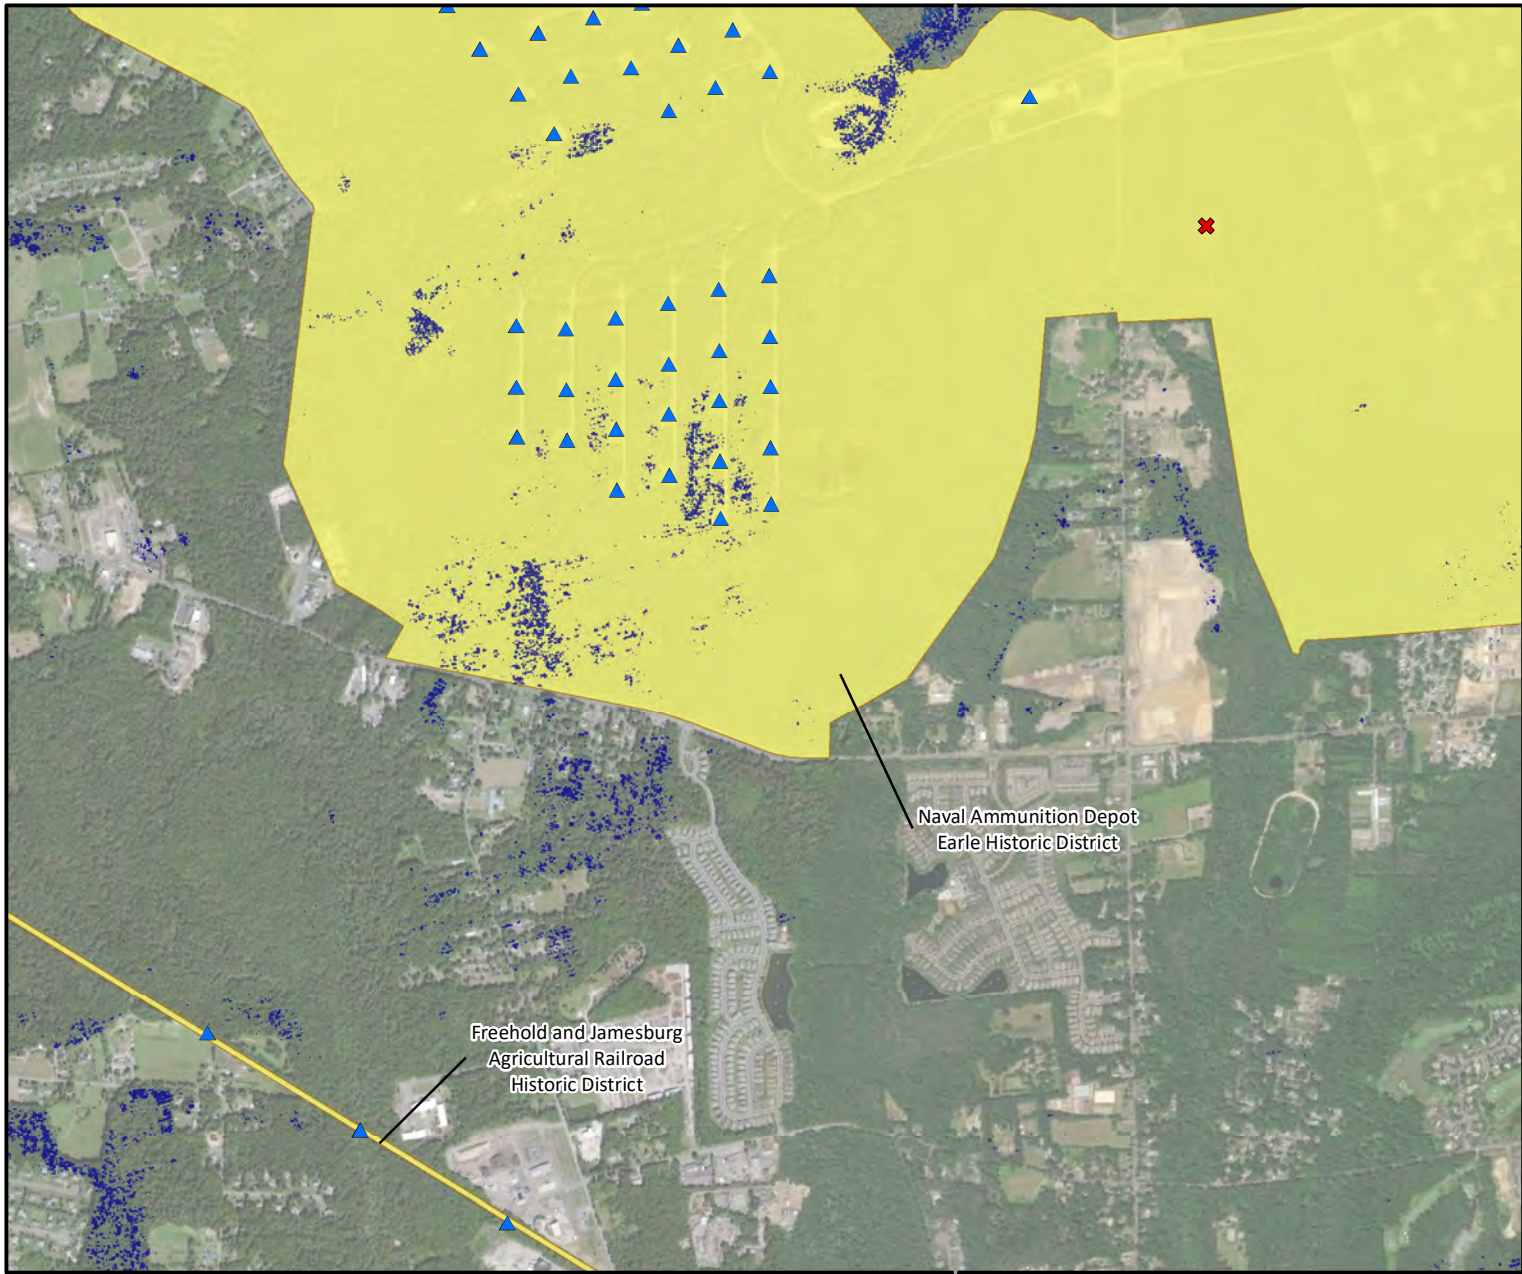 Naval Ammunition Depot
Earle Historic District
Freehold and Jamesburg
Agricultural Railroad
Historic District